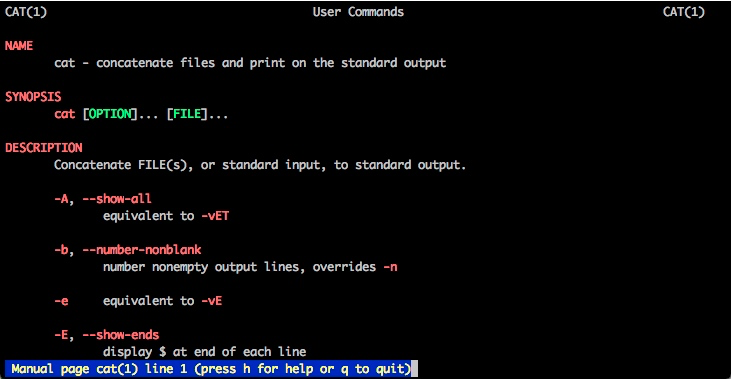 CAT(1) User Commands CAT(1)
NAME
cat - concatenate files and print on the standard output
SYNOPSIS
cat [OPTION]... [FILE]...
DESCRIPTION
Concatenate FILE(s), or standard input, to standard output.
-A, --show-all
equivalent to -vET
-b, --number-nonblank
number nonempty output lines, overrides -n
-e equivalent to -vE
-E, --show-ends
display $ at end of each line
Manual page cat(1) line 1 (press h for help or q to quit)